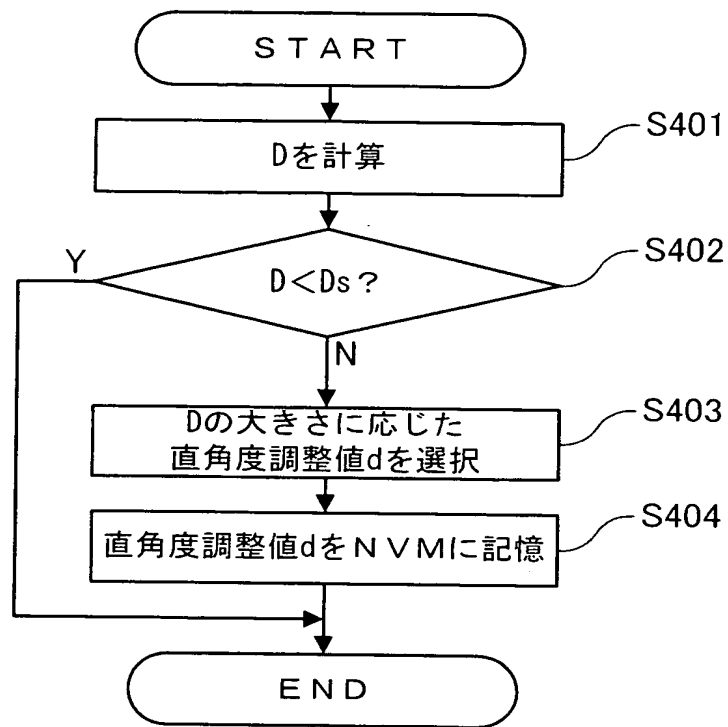 START
Dを計算
S401
D<Ds?
S402
Y
N
Dの大きさに応じた
直角度調整値dを選択
S403
直角度調整値dをNVMに記憶
S404
END